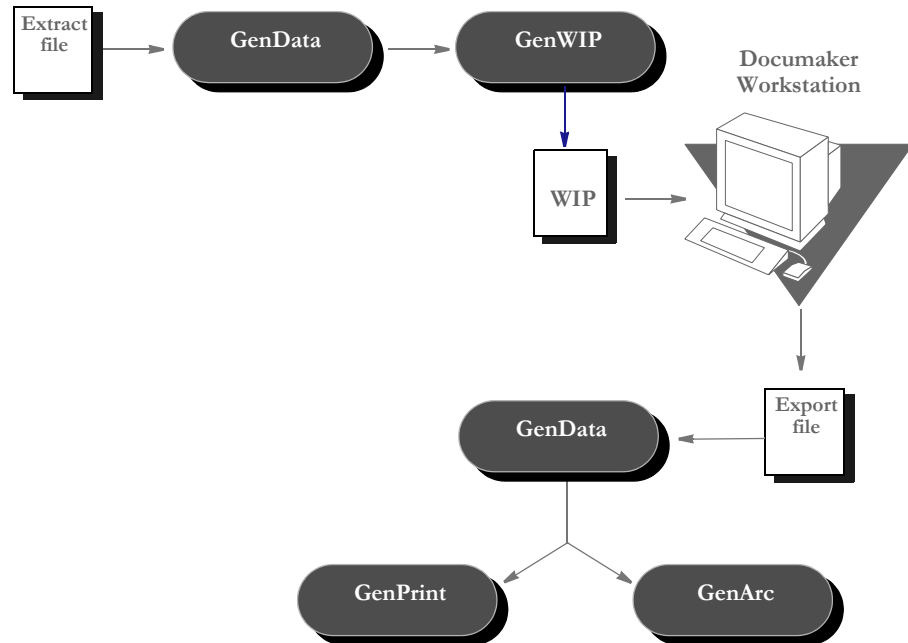 Extract
file
GenData
GenWIP
Documaker
Workstation
WIP
Export
file
GenData
GenPrint
GenArc